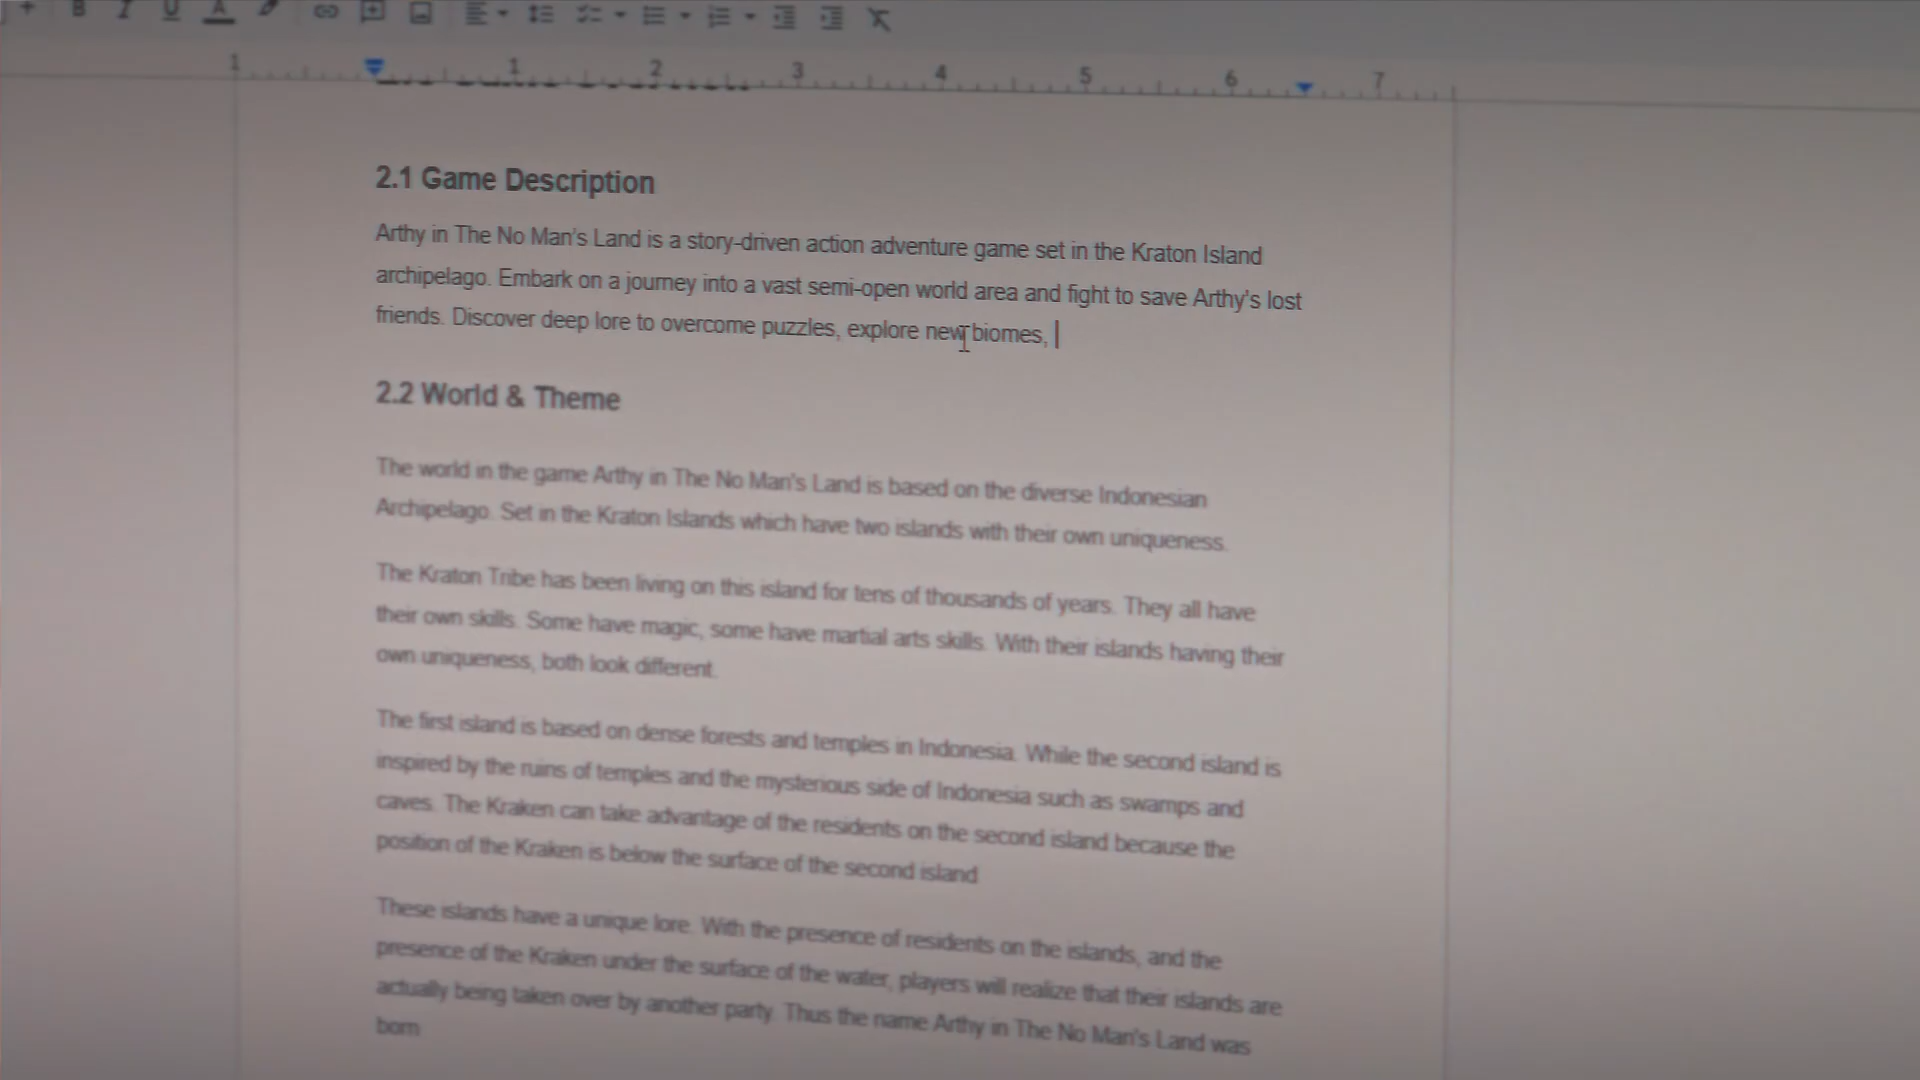 B I U A
1 1 2 3 4 5 6 7
2.1 Game Description
Arthy in The No Man's Land is a story-driven action adventure game set in the Kraton Island
archipelago. Embark on a journey into a vast semi-open world area and fight to save Arthy's lost
friends. Discover deep lore to overcome puzzles, explore new biomes,
2.2 World & Theme
The world in the game Arthy in The No Man's Land is based on the diverse Indonesian
Archipelago. Set in the Kraton Islands which have two islands with their own uniqueness.
The Kraton Tribe has been living on this island for tens of thousands of years. They all have
their own skills. Some have magic, some have martial arts skills. With their islands having their
own uniqueness, both look different.
The first island is based on dense forests and temples in Indonesia. While the second island is
inspired by the ruins of temples and the mysterious side of Indonesia such as swamps and
caves. The Kraken can take advantage of the residents on the second island because the
position of the Kraken is below the surface of the second island
These islands have a unique lore. With the presence of residents on the islands, and the
presence of the Kraken under the surface of the water, players will realize that their islands are
actually being taken over by another party. Thus the name Arthy in The No Man's Land was
born